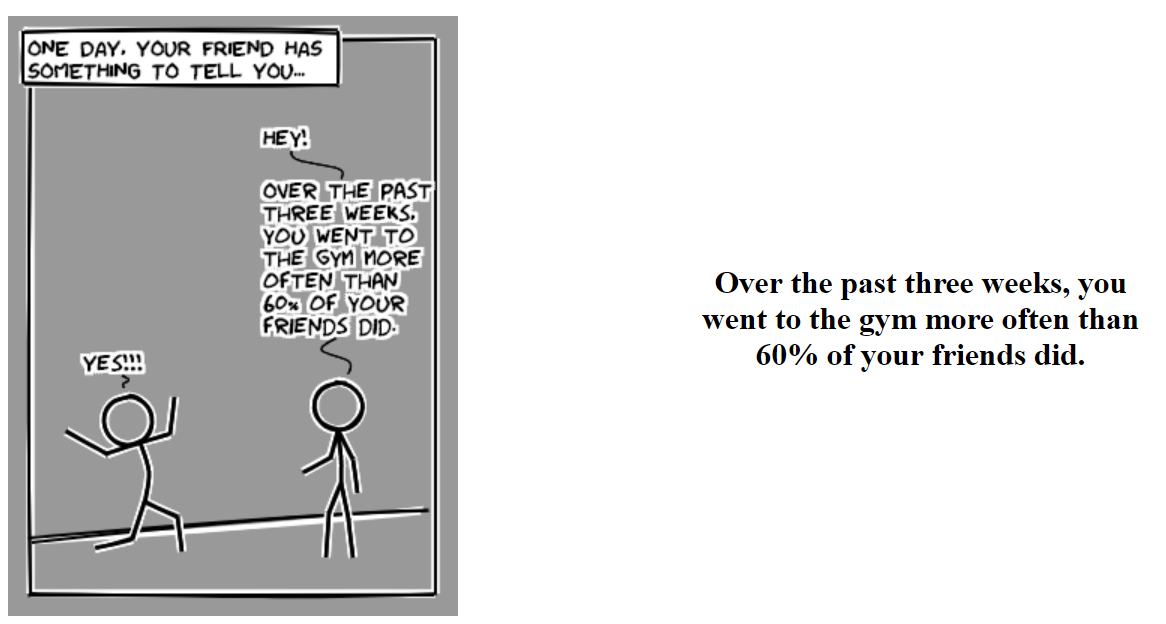 ONE DAY, YOUR FRIEND HAS
SOMETHING TO TELL YOU...
HEY!
OVER THE PAST
THREE WEEKS,
YOU WENT TO
THE GYM MORE
OFTEN THAN
60% OF YOUR
FRIENDS DID.
YES!!!
Over the past three weeks, you
went to the gym more often than
60% of your friends did.